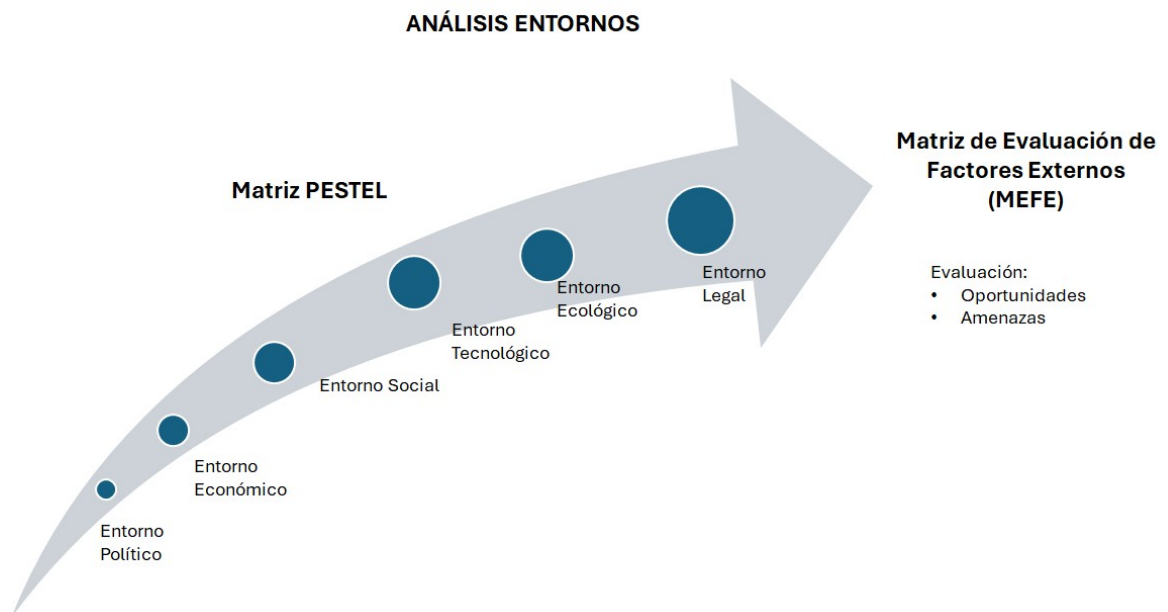 ANÁLISIS ENTORNOS
Matriz PESTEL
Entorno
Político
Entorno
Económico
Entorno Social
Entorno
Tecnológico
Entorno
Ecológico
Entorno
Legal
Matriz de Evaluación de
Factores Externos
(MEFE)
Evaluación:
• Oportunidades
• Amenazas